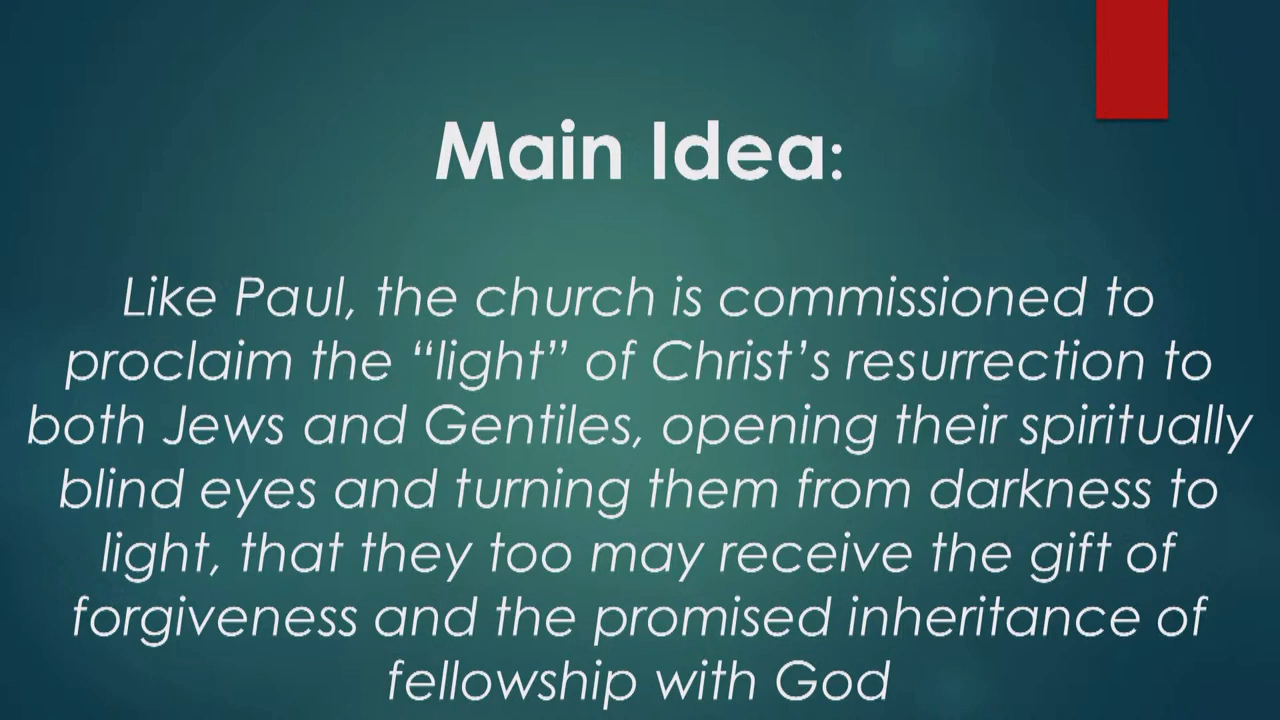 Main Idea:
Like Paul, the church is commissioned to
proclaim the “light” of Christ’s resurrection to
both Jews and Gentiles, opening their spiritually
blind eyes and turning them from darkness to
light, that they too may receive the gift of
forgiveness and the promised inheritance of
fellowship with God